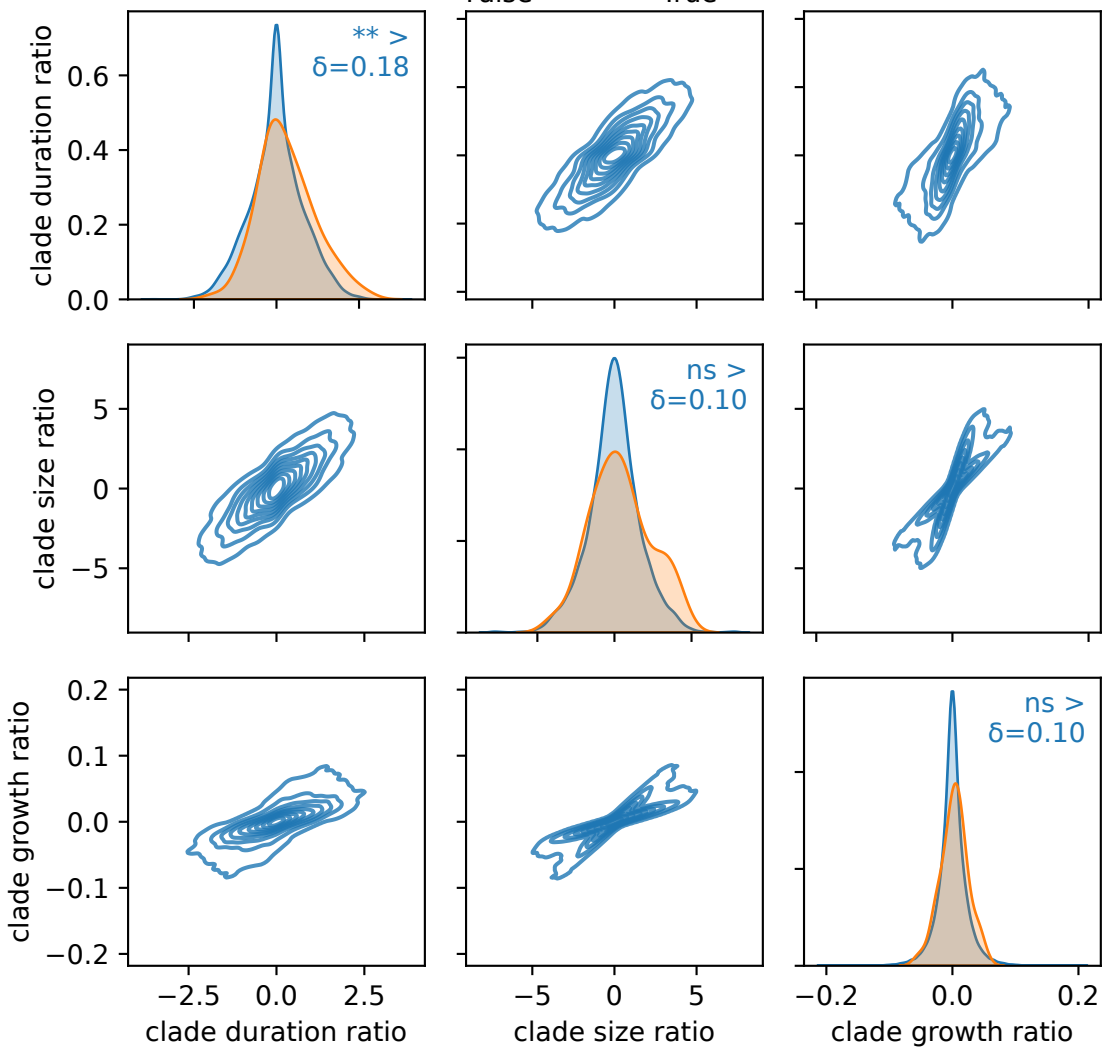 ** >
δ=0.18
clade duration ratio
0.6
0.4
0.2
0.0
ns >
δ=0.10
clade size ratio
5
0
−5
ns >
δ=0.10
clade growth ratio
0.2
0.1
0.0
−0.1
−0.2
−2.5 0.0 2.5
−5 0 5
−0.2 0.0 0.2
clade duration ratio
clade size ratio
clade growth ratio